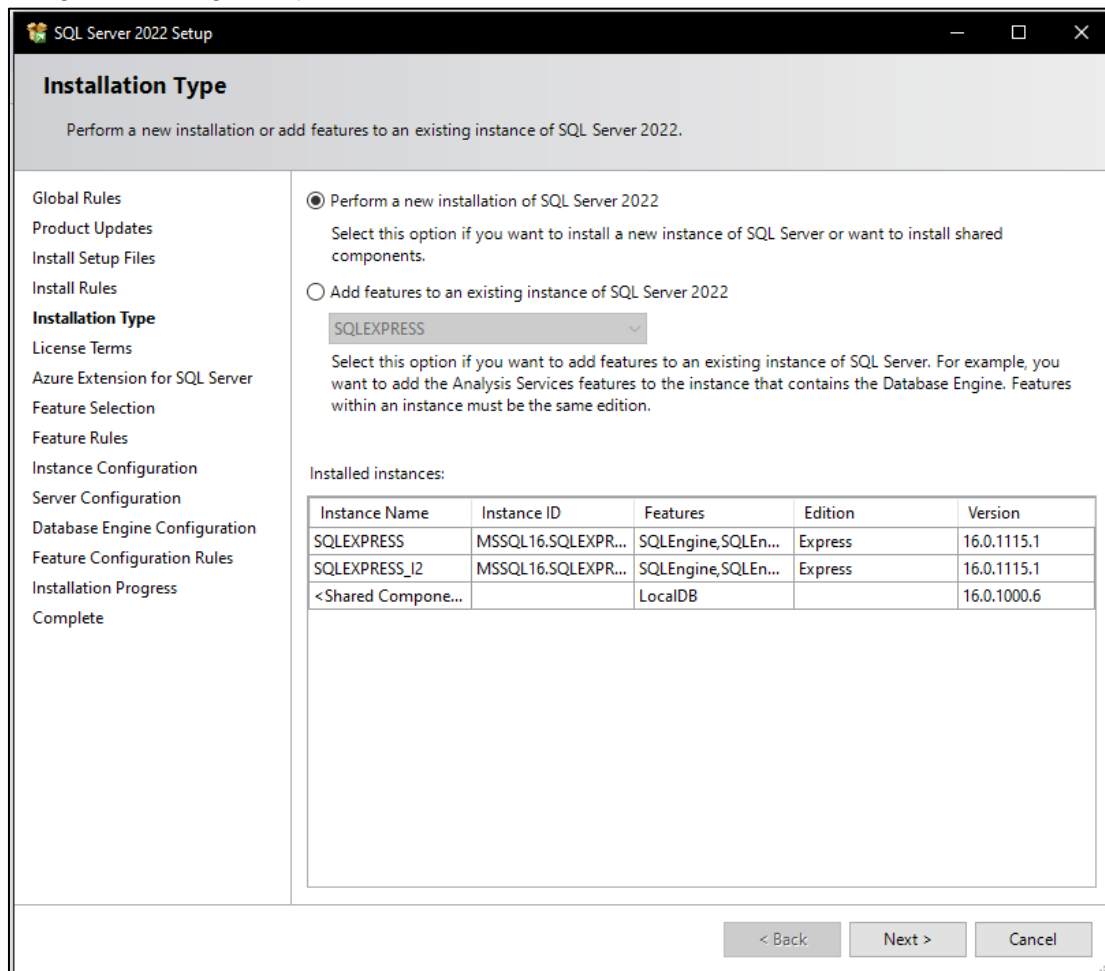 SQL Server 2022 Setup
Installation Type
Perform a new installation or add features to an existing instance of SQL Server 2022.
Global Rules
Product Updates
Install Setup Files
Install Rules
Installation Type
License Terms
Azure Extension for SQL Server
Feature Selection
Feature Rules
Instance Configuration
Server Configuration
Database Engine Configuration
Feature Configuration Rules
Installation Progress
Complete
Perform a new installation of SQL Server 2022
Select this option if you want to install a new instance of SQL Server or want to install shared
components.
Add features to an existing instance of SQL Server 2022
SQLEXPRESS
Select this option if you want to add features to an existing instance of SQL Server. For example, you
want to add the Analysis Services features to the instance that contains the Database Engine. Features
within an instance must be the same edition.
Installed instances:
Instance Name Instance ID Features Edition Version
SQLEXPRESS MSSQL16.SQLEXPR... SQLEngine,SQLEn... Express 16.0.1115.1
SQLEXPRESS_I2 MSSQL16.SQLEXPR... SQLEngine,SQLEn... Express 16.0.1115.1
<Shared Compone... LocalDB 16.0.1000.6
< Back Next > Cancel